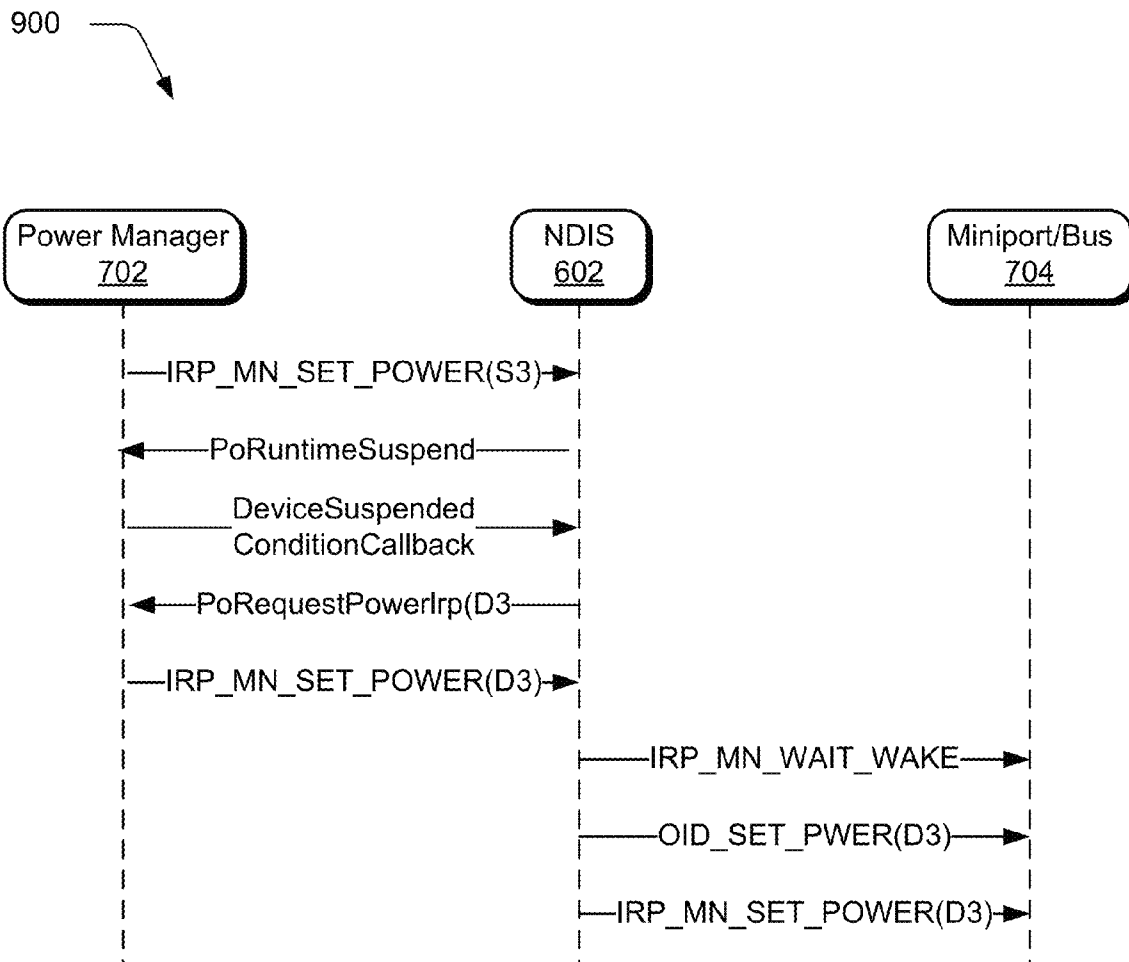 900
Power Manager
702
NDIS
602
Miniport/Bus
704
IRP_MN_SET_POWER(S3)
PoRuntimeSuspend
DeviceSuspended
ConditionCallback
PoRequestPowerIrp(D3
IRP_MN_SET_POWER(D3)
IRP_MN_WAIT_WAKE
OID_SET_PWER(D3)
IRP_MN_SET_POWER(D3)